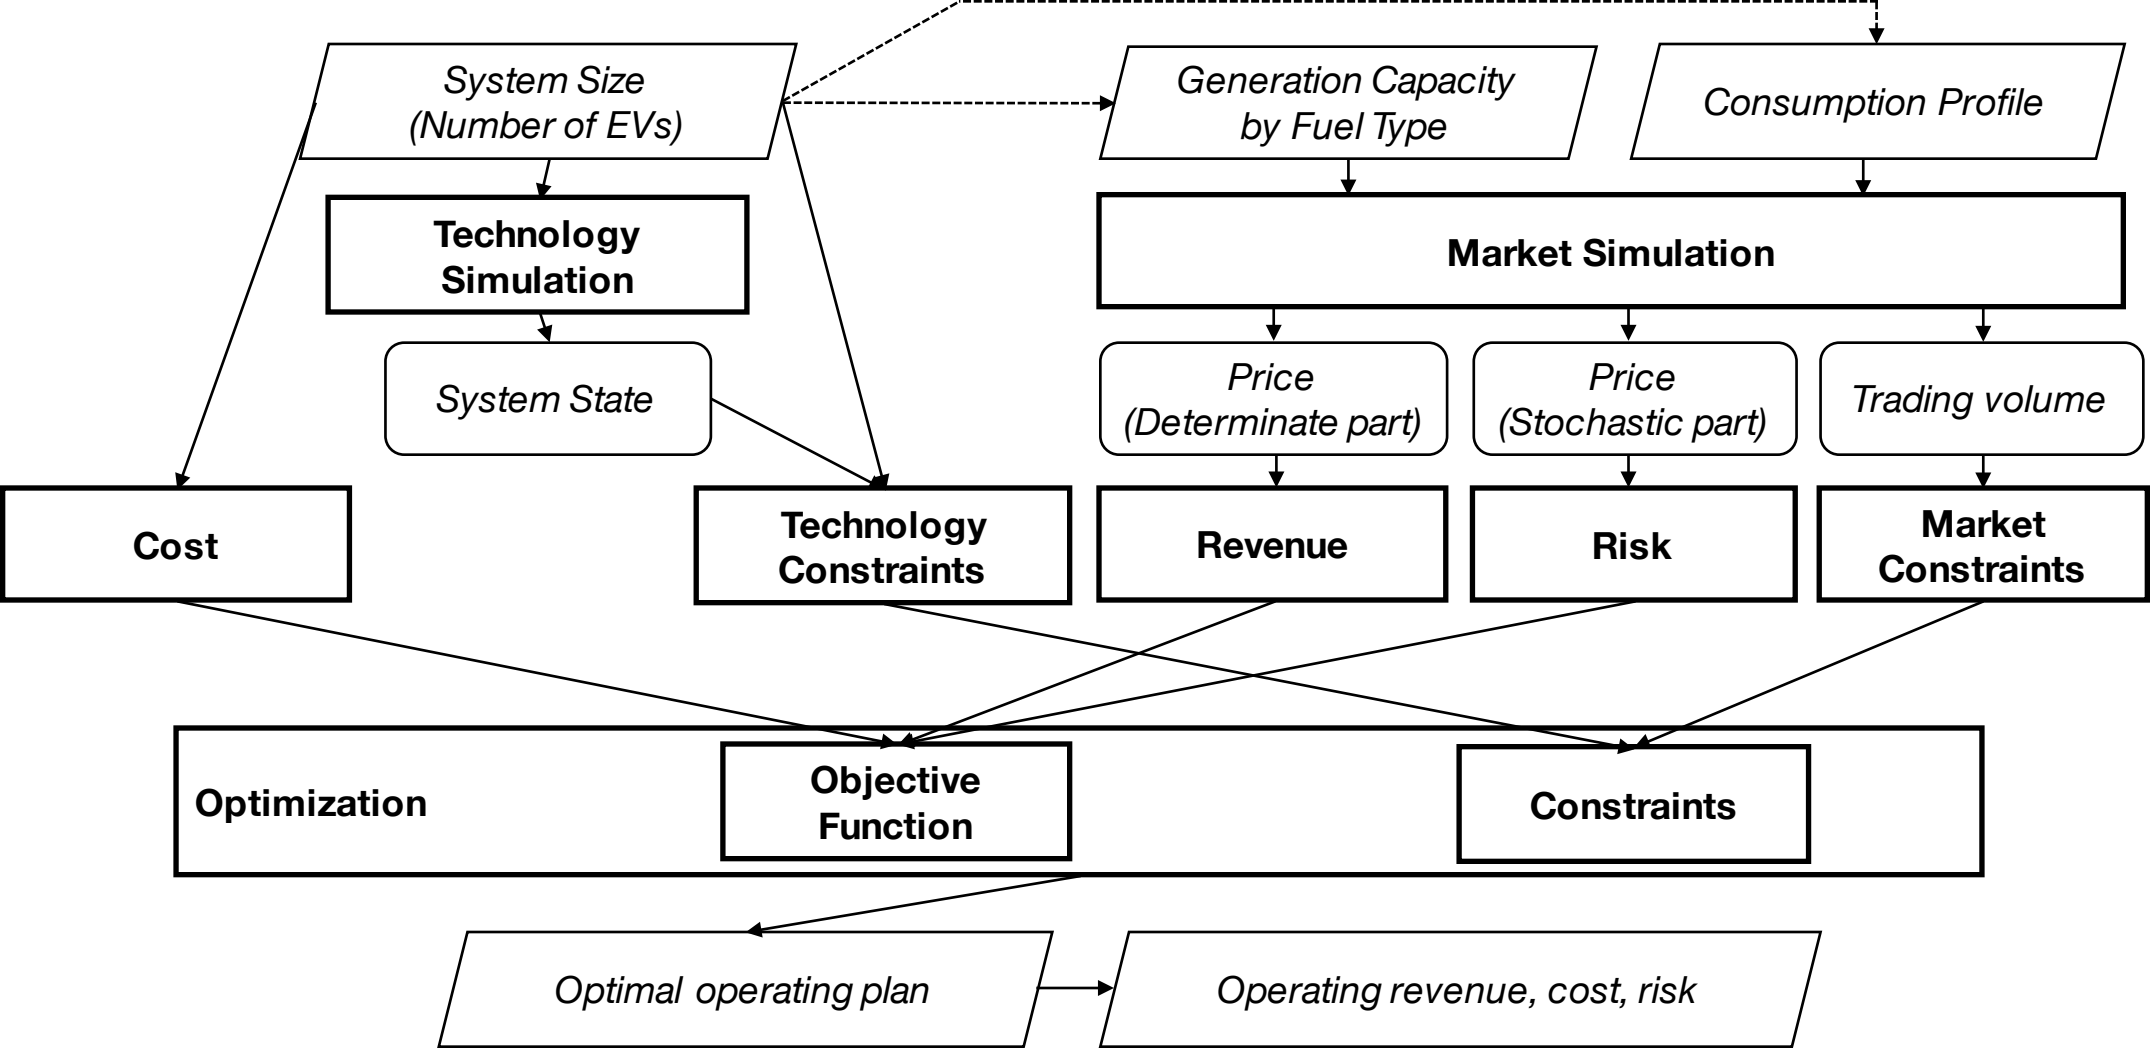 System Size
(Number of EVs)
Generation Capacity
by Fuel Type
Consumption Profile
Technology
Simulation
Market Simulation
System State
Price
(Determinate part)
Price
(Stochastic part)
Trading volume
Cost
Technology
Constraints
Revenue
Risk
Market
Constraints
Optimization
Objective
Function
Constraints
Optimal operating plan
Operating revenue, cost, risk